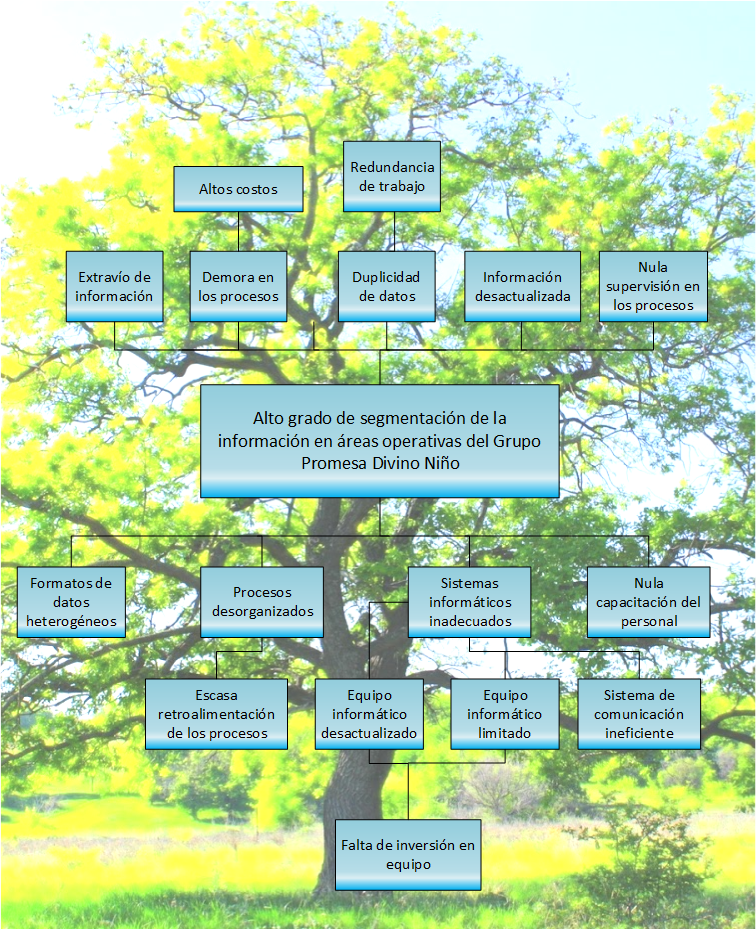 Redundancia
de trabajo
Altos costos
Extravío de
información
Demora en
los procesos
Duplicidad
de datos
Información
desactualizada
Nula
supervisión en
los procesos
Alto grado de segmentación de la
información en áreas operativas del Grupo
Promesa Divino Niño
Formatos de
datos
heterogéneos
Procesos
desorganizados
Sistemas
informáticos
inadecuados
Nula
capacitación del
personal
Escasa
retroalimentación
de los procesos
Equipo
informático
desactualizado
Equipo
informático
limitado
Sistema de
comunicación
ineficiente
Falta de inversión en
equipo